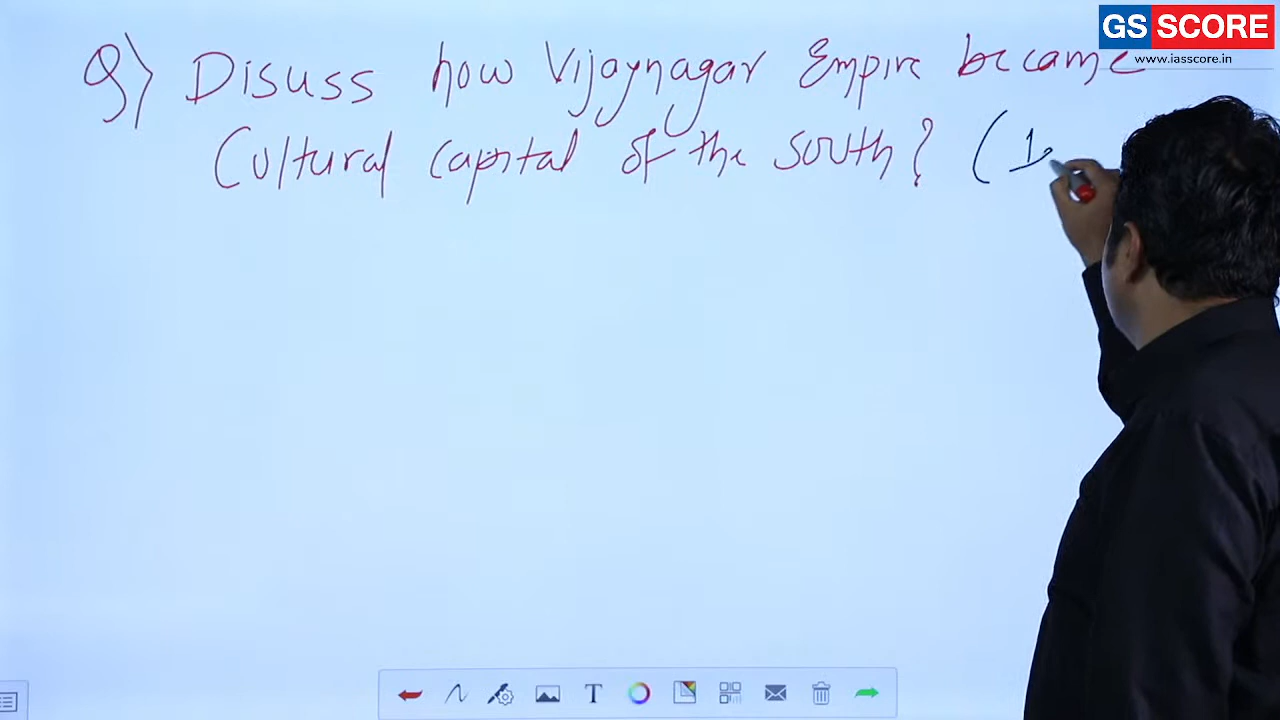 GS SCORE
www.iasscore.in
Q) Disuss how Vijaynagar Empire became
Cultural capital of the south? (1
T